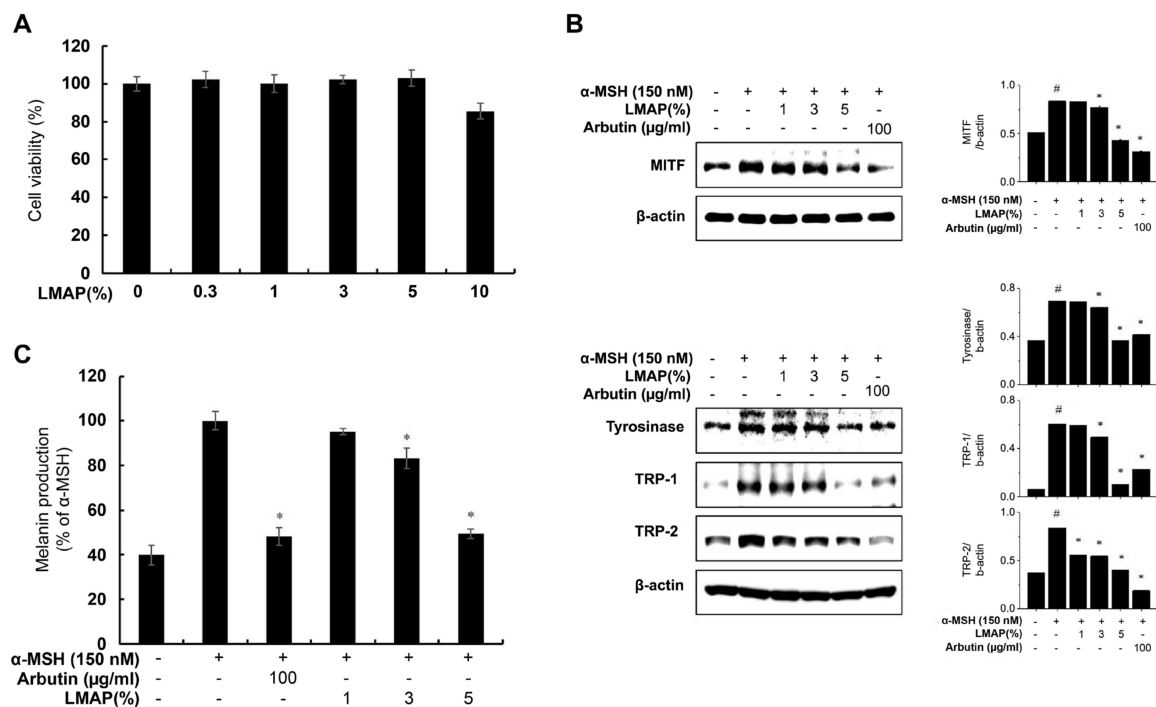 A
120
100
80
60
40
20
0
Cell viability (%)
LMAP(%) 0 0.3 1 3 5 10
B
α-MSH (150 nM) - + + + + +
LMAP(%) - - 1 3 5 -
Arbutin (µg/ml) - - - - - 100
MITF
β-actin
1.0
0.5
0.0
MITF
/b-actin
# * * *
α-MSH (150 nM) - + + + + +
LMAP(%) - - 1 3 5 -
Arbutin (µg/ml) - - - - - 100
α-MSH (150 nM) - + + + + +
LMAP(%) - - 1 3 5 -
Arbutin (µg/ml) - - - - - 100
Tyrosinase
TRP-1
TRP-2
β-actin
0.8
0.4
0.0
Tyrosinase/
b-actin
# * * *
0.8
0.4
0.0
TRP-1/
b-actin
# * * *
1.0
0.5
0.0
TRP-2/
b-actin
# * * * *
α-MSH (150 nM) - + + + + +
LMAP(%) - - 1 3 5 -
Arbutin (µg/ml) - - - - - 100
C
120
100
80
60
40
20
0
Melanin production
(% of α-MSH)
* * *
α-MSH (150 nM) - + + + + +
Arbutin (µg/ml) - - 100 - - -
LMAP(%) - - - 1 3 5